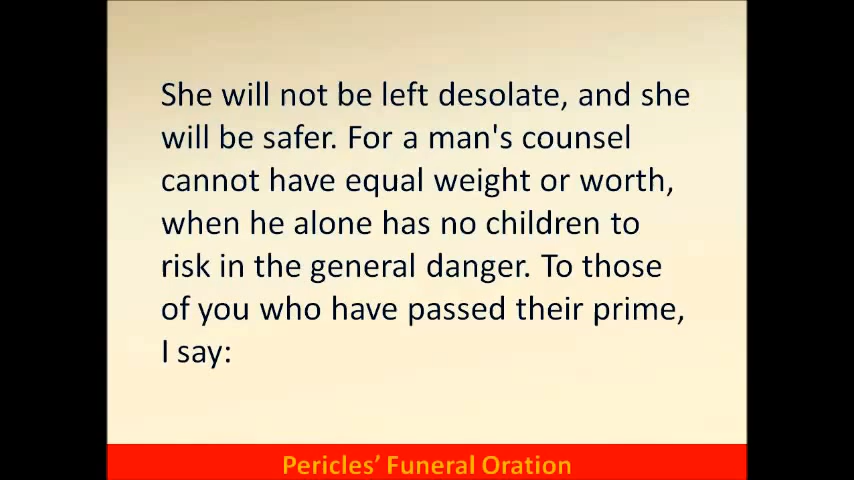 She will not be left desolate, and she
will be safer. For a man's counsel
cannot have equal weight or worth,
when he alone has no children to
risk in the general danger. To those
of you who have passed their prime,
I say:
Pericles’ Funeral Oration